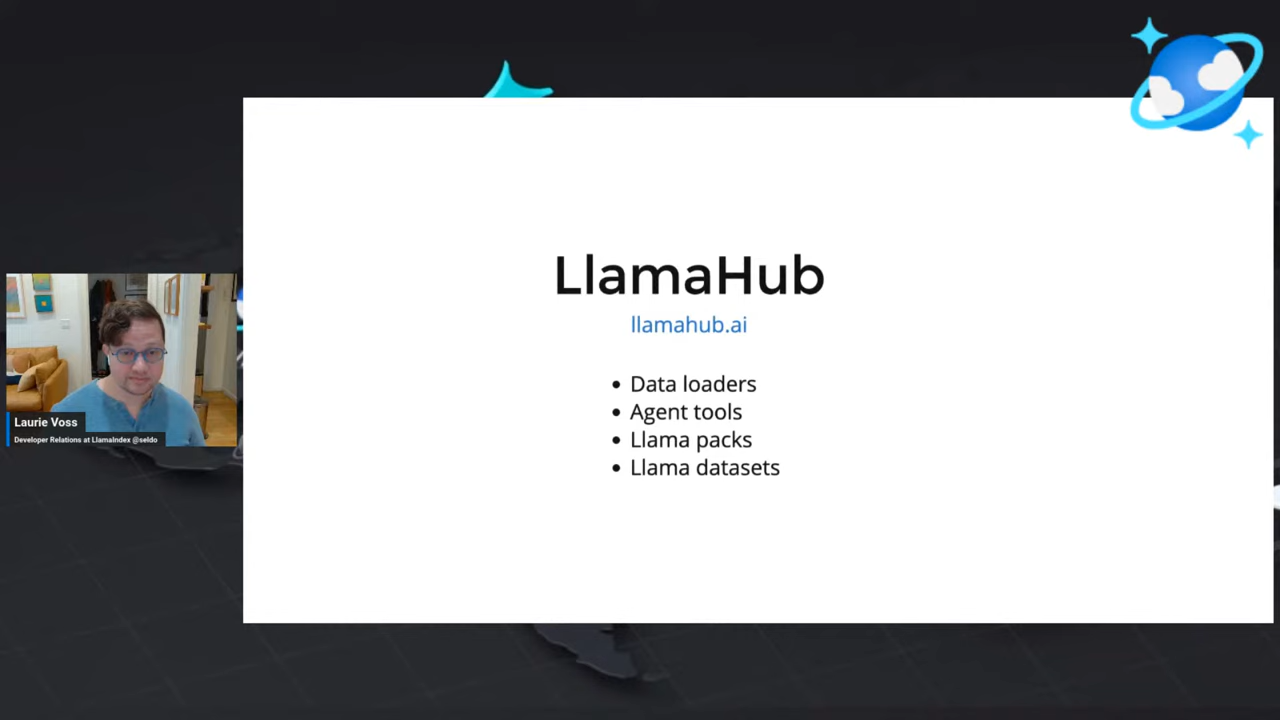 LlamaHub
llamahub.ai
• Data loaders
• Agent tools
• Llama packs
• Llama datasets
Laurie Voss
Developer Relations at LlamaIndex @seldo